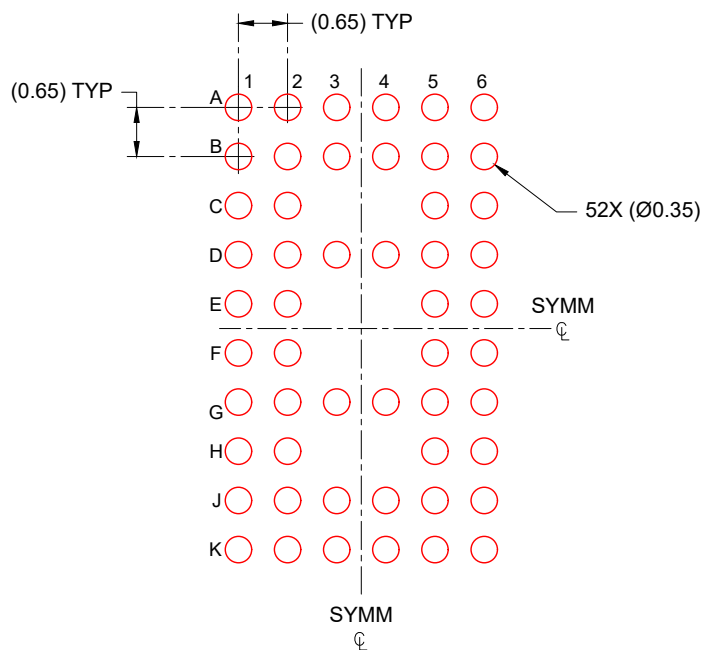 (0.65) TYP
(0.65) TYP
1 2 3 4 5 6
A
B
C
D
E
F
G
H
J
K
52X (Ø0.35)
SYMM
℄
SYMM
℄